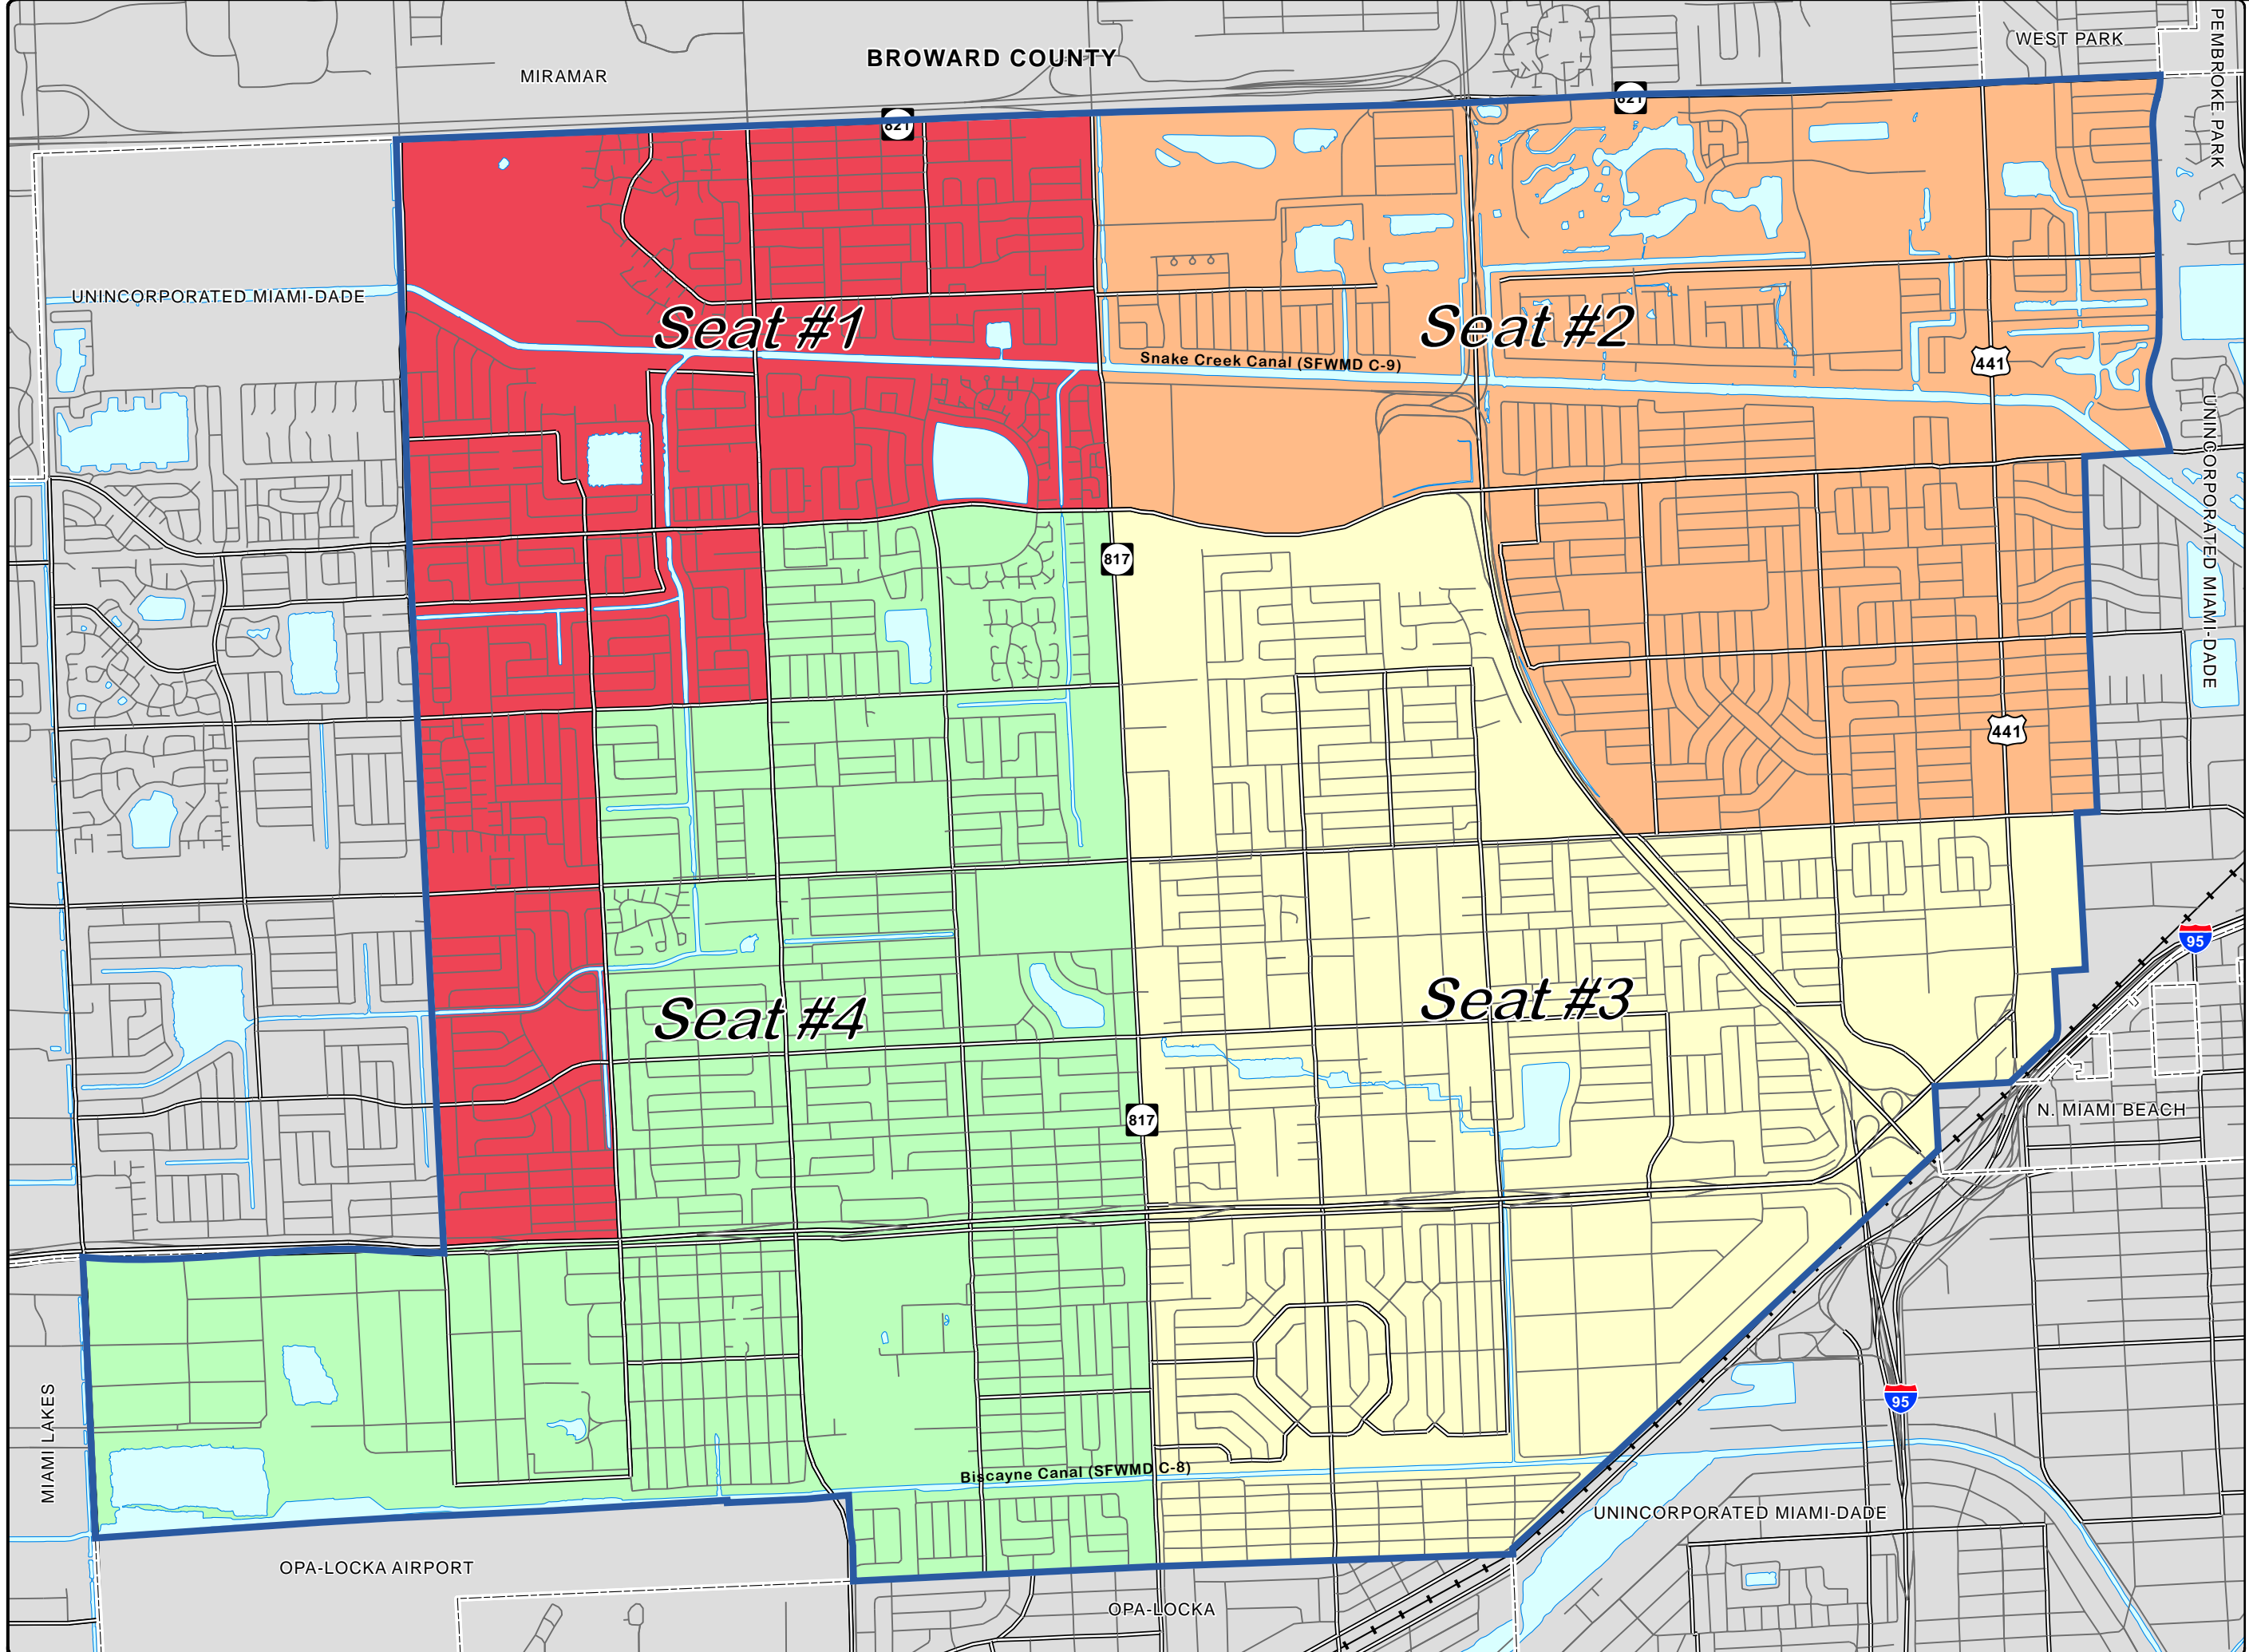 BROWARD COUNTY
WEST PARK
PEMBROKE PARK
MIRAMAR
821
821
UNINCORPORATED MIAMI-DADE
Seat #1
Seat #2
Snake Creek Canal (SFWMD C-9)
441
UNINCORPORATED MIAMI-DADE
817
441
95
Seat #4
Seat #3
817
N. MIAMI BEACH
95
MIAMI LAKES
Biscayne Canal (SFWMD C-8)
UNINCORPORATED MIAMI-DADE
OPA-LOCKA AIRPORT
OPA-LOCKA